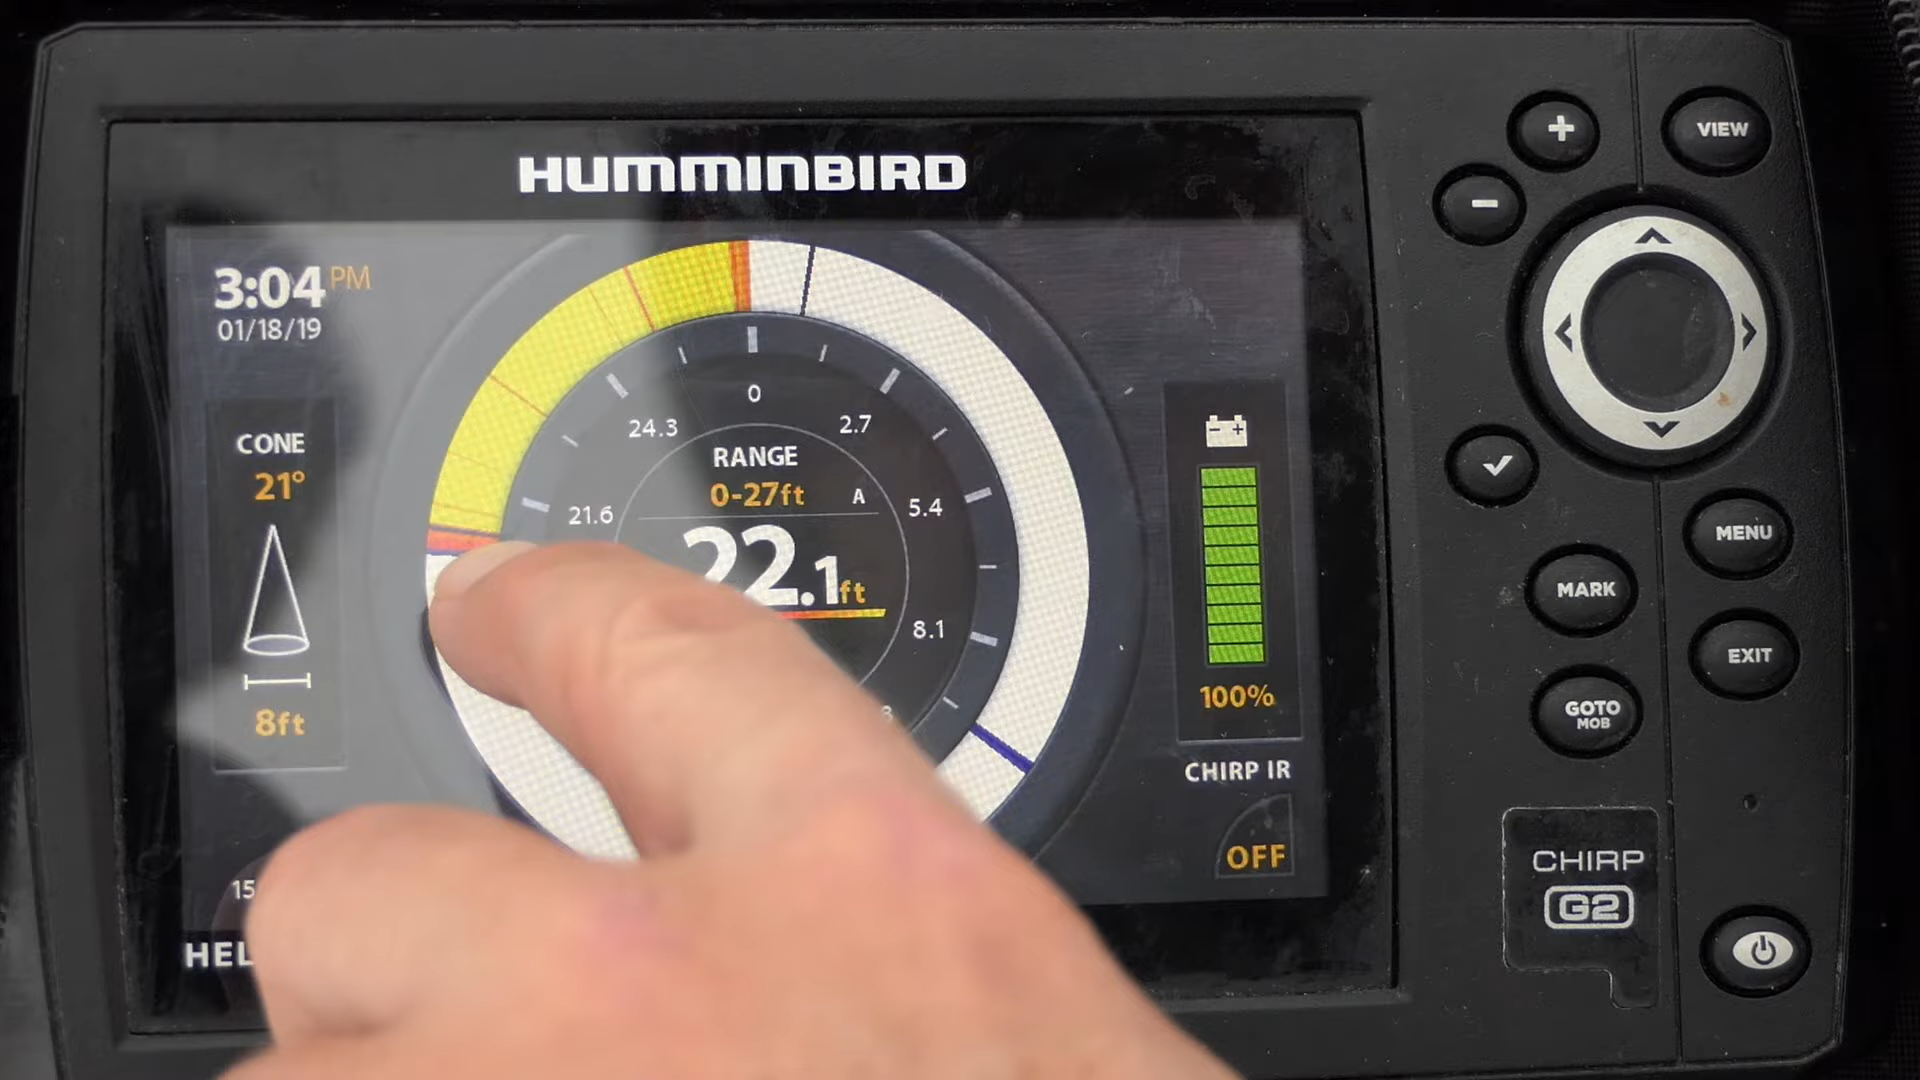 HUMMINBIRD
3:04 PM
01/18/19
CONE
21°
8ft
0
2.7
5.4
8.1
21.6
24.3
RANGE
0-27ft
A
22.1ft
100%
CHIRP IR
OFF
15
HEL
+
-
VIEW
MENU
MARK
EXIT
GOTO
MOB
CHIRP
G2